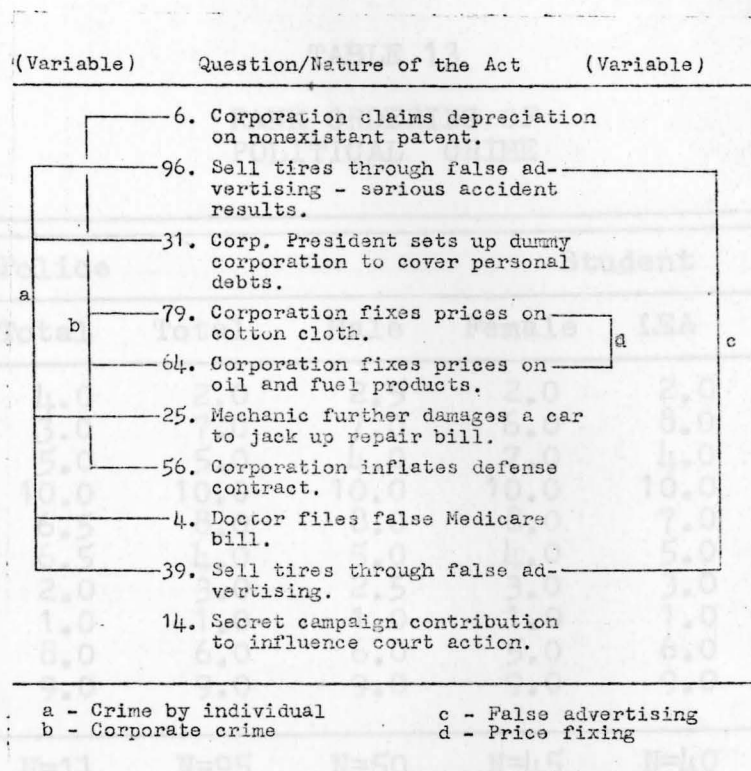 (Variable) Question/Nature of the Act (Variable)
6. Corporation claims depreciation
on nonexistant patent.
96. Sell tires through false ad-
vertising - serious accident
results.
31. Corp. President sets up dummy
corporation to cover personal
debts.
79. Corporation fixes prices on
cotton cloth.
64. Corporation fixes prices on
oil and fuel products.
25. Mechanic further damages a car
to jack up repair bill.
56. Corporation inflates defense
contract.
4. Doctor files false Medicare
bill.
39. Sell tires through false ad-
vertising.
14. Secret campaign contribution
to influence court action.
a
b
d
c
a - Crime by individual
b - Corporate crime
c - False advertising
d - Price fixing